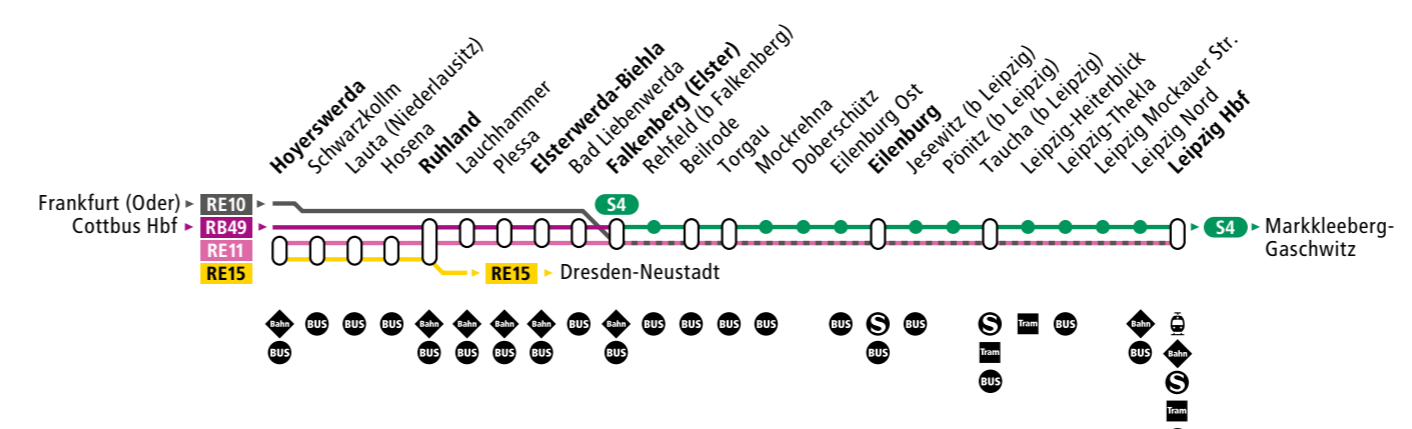 Hoyerswerda
Schwarzkollm
Lauta (Niederlausitz)
Hosena
Ruhland
Lauchhammer
Plessa
Elsterwerda-Biehla
Bad Liebenwerda
Falkenberg (Elster)
Rehfeld (b Falkenberg)
Beilrode
Torgau
Mockrehna
Doberschütz
Eilenburg Ost
Eilenburg
Jesewitz (b Leipzig)
Pönitz (b Leipzig)
Taucha (b Leipzig)
Leipzig-Heiterblick
Leipzig-Thekla
Leipzig Mockauer Str.
Leipzig Nord
Leipzig Hbf
Frankfurt (Oder) RE10 S4
Cottbus Hbf RB49 S4 Markkleeberg-
Gaschwitz
RE11
RE15 RE15 Dresden-Neustadt
Bahn BUS BUS BUS Bahn Bahn Bahn Bahn BUS Bahn BUS BUS BUS BUS BUS S BUS S Tram BUS Bahn
BUS BUS BUS BUS BUS BUS BUS Tram BUS Bahn
BUS S
Tram